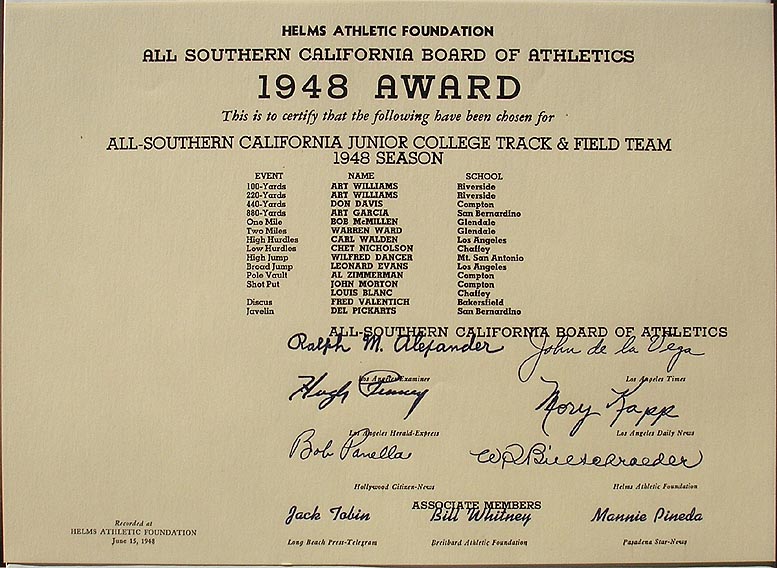 HELMS ATHLETIC FOUNDATION
ALL SOUTHERN CALIFORNIA BOARD OF ATHLETICS
1948 AWARD
This is to certify that the following have been chosen for
ALL-SOUTHERN CALIFORNIA JUNIOR COLLEGE TRACK & FIELD TEAM
1948 SEASON
EVENT NAME SCHOOL
100-Yards ART WILLIAMS Riverside
220-Yards ART WILLIAMS Riverside
440-Yards DON DAVIS Compton
880-Yards ART GARCIA San Bernardino
One Mile BOB McMILLEN Glendale
Two Miles WARREN WARD Glendale
High Hurdles CARL WALDEN Los Angeles
Low Hurdles CHET NICHOLSON Chaffey
High Jump WILFRED DANCER Mt. San Antonio
Broad Jump LEONARD EVANS Los Angeles
Pole Vault AL ZIMMERMAN Compton
Shot Put JOHN MORTON Compton
LOUIS BLANC Chaffey
Discus FRED VALENTICH Bakersfield
Javelin DEL PICKARTS San Bernardino
ALL-SOUTHERN CALIFORNIA BOARD OF ATHLETICS
Ralph M. Alexander John de la Vega
Los Angeles Examiner Los Angeles Times
Hugh Finney Mory Kapp
Los Angeles Herald-Express Los Angeles Daily News
Bob Panella W R Bill Schroeder
Hollywood Citizen-News Helms Athletic Foundation
ASSOCIATE MEMBERS
Jack Tobin Bill Whitney Mannie Pineda
Long Beach Press-Telegram Breitbard Athletic Foundation Pasadena Star-News
Recorded at
HELMS ATHLETIC FOUNDATION
June 15, 1948